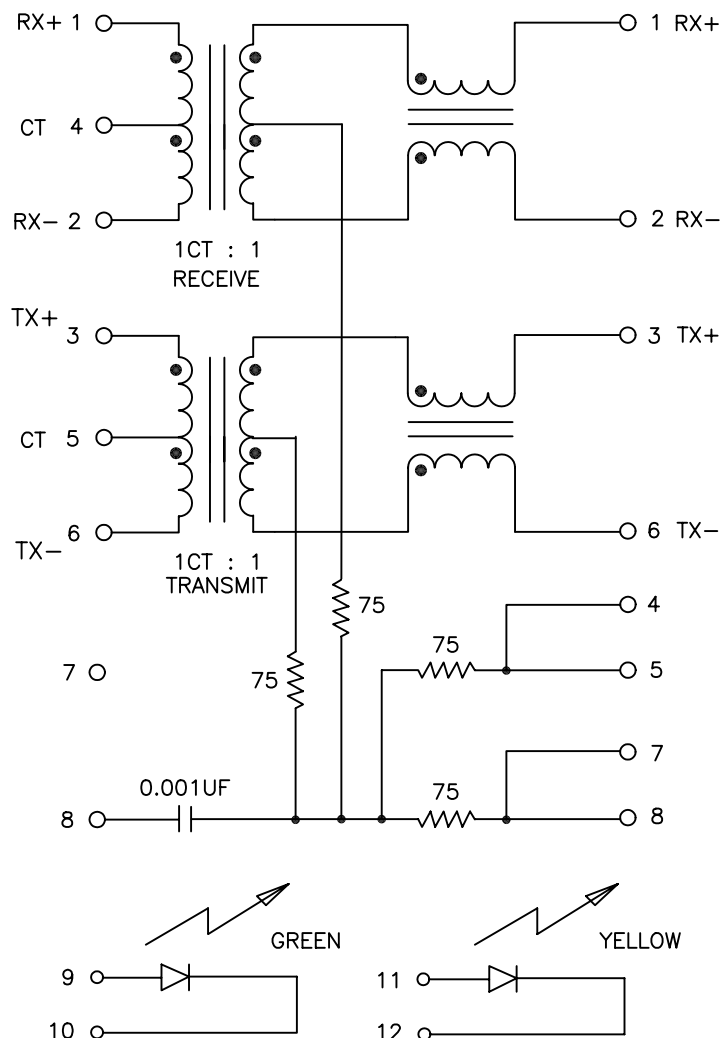 RX+ 1
1 RX+
CT 4
RX− 2
2 RX−
1CT : 1
RECEIVE
TX+
3
3 TX+
CT 5
6
6 TX−
TX−
1CT : 1
TRANSMIT
75
4
75
5
7
75
7
0.001UF
75
8
8
GREEN
YELLOW
9
11
10
12